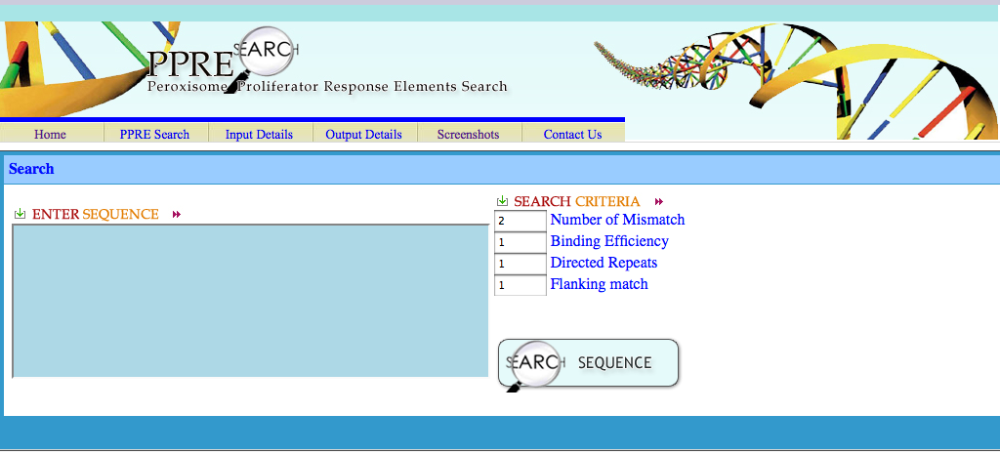 SEARCH
PPRE
Peroxisome Proliferator Response Elements Search
Home PPRE Search Input Details Output Details Screenshots Contact Us
Search
ENTER SEQUENCE
SEARCH CRITERIA
2 Number of Mismatch
1 Binding Efficiency
1 Directed Repeats
1 Flanking match
SEARCH SEQUENCE